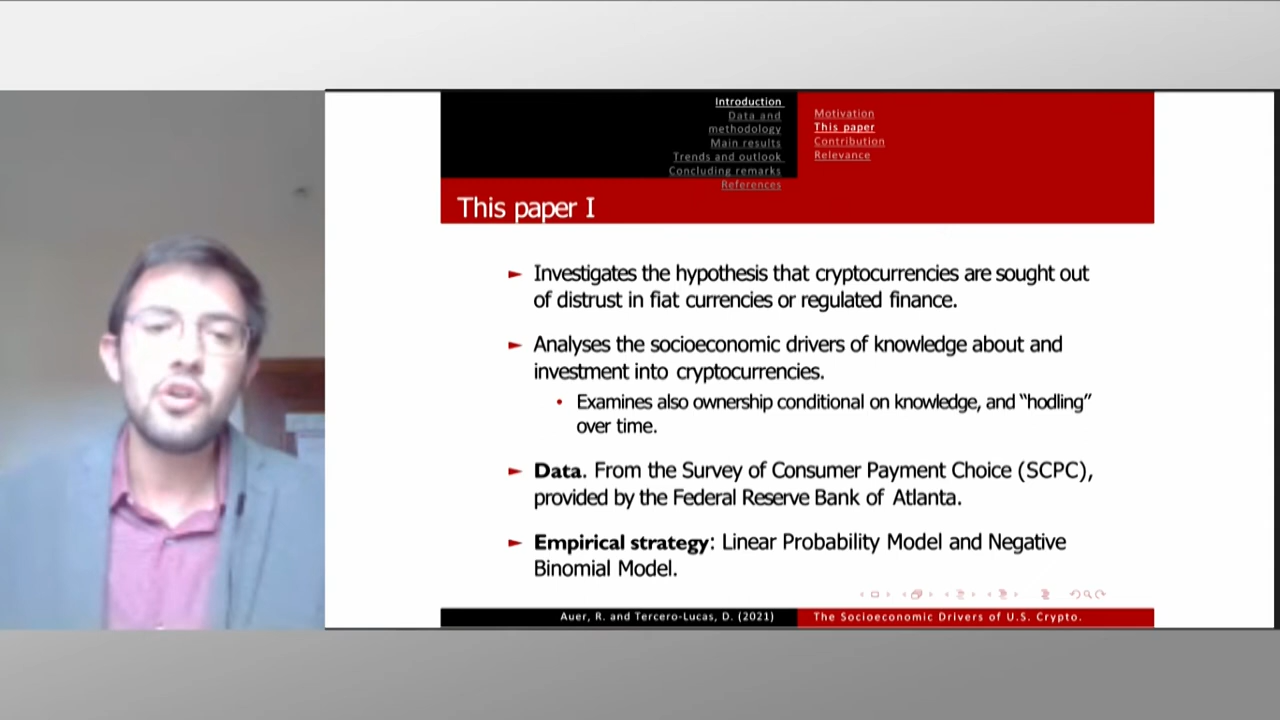 Introduction
Data and
methodology
Main results
Trends and outlook
Concluding remarks
References
Motivation
This paper
Contribution
Relevance
This paper I
Investigates the hypothesis that cryptocurrencies are sought out
of distrust in fiat currencies or regulated finance.
Analyses the socioeconomic drivers of knowledge about and
investment into cryptocurrencies.
Examines also ownership conditional on knowledge, and “hodling”
over time.
Data. From the Survey of Consumer Payment Choice (SCPC),
provided by the Federal Reserve Bank of Atlanta.
Empirical strategy: Linear Probability Model and Negative
Binomial Model.
Auer, R. and Tercero-Lucas, D. (2021)
The Socioeconomic Drivers of U.S. Crypto.